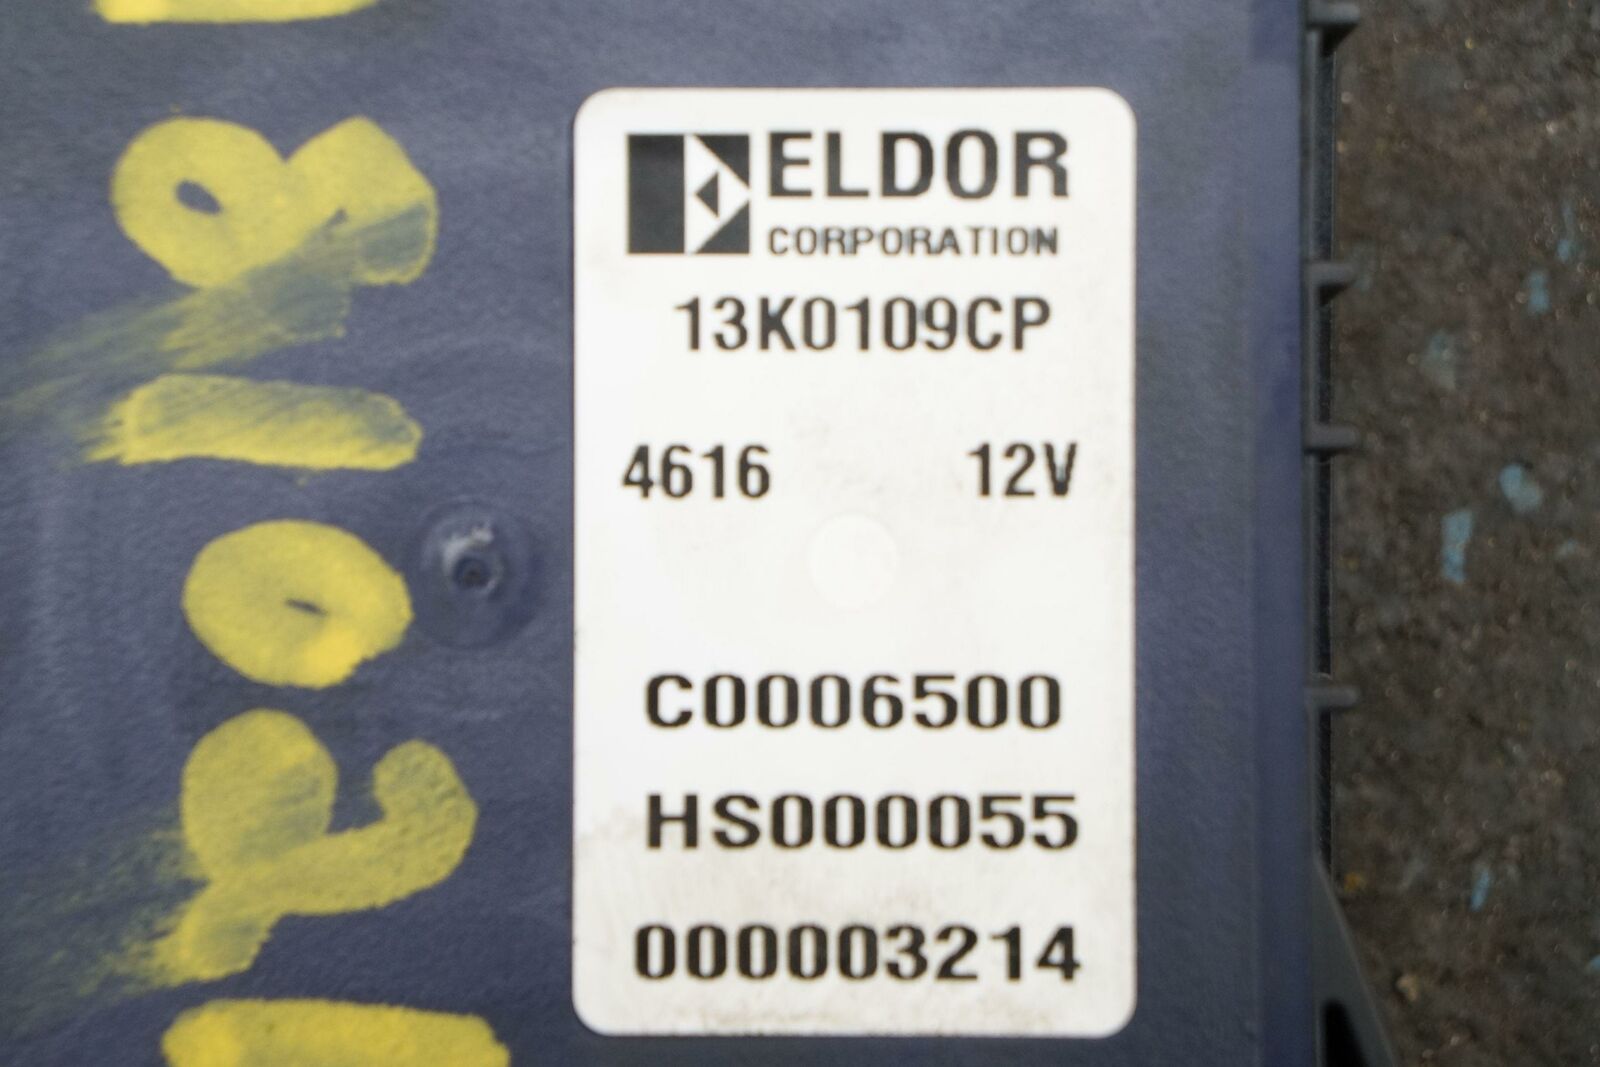 ELDOR
CORPORATION
13K0109CP
4616 12V
C0006500
HS000055
000003214